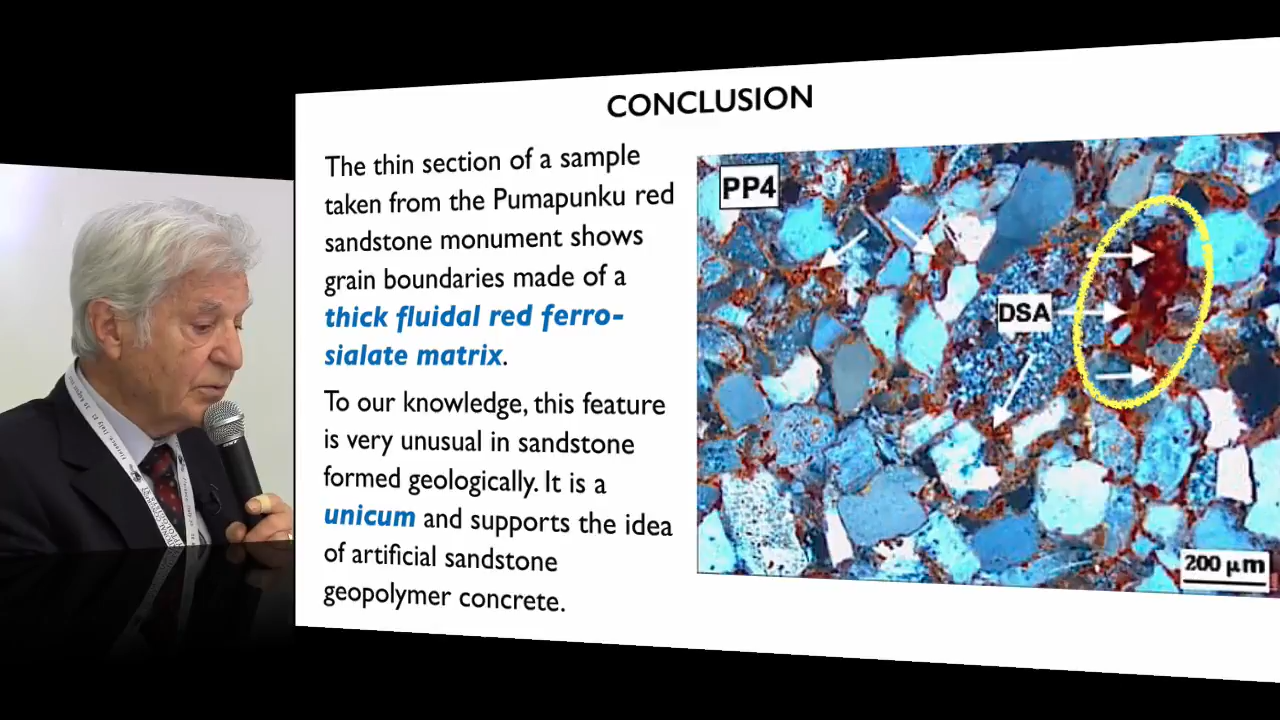 CONCLUSION
The thin section of a sample
taken from the Pumapunku red
sandstone monument shows
grain boundaries made of a
thick fluidal red ferro-
sialate matrix.
To our knowledge, this feature
is very unusual in sandstone
formed geologically. It is a
unicum and supports the idea
of artificial sandstone
geopolymer concrete.
PP4
DSA
200 µm